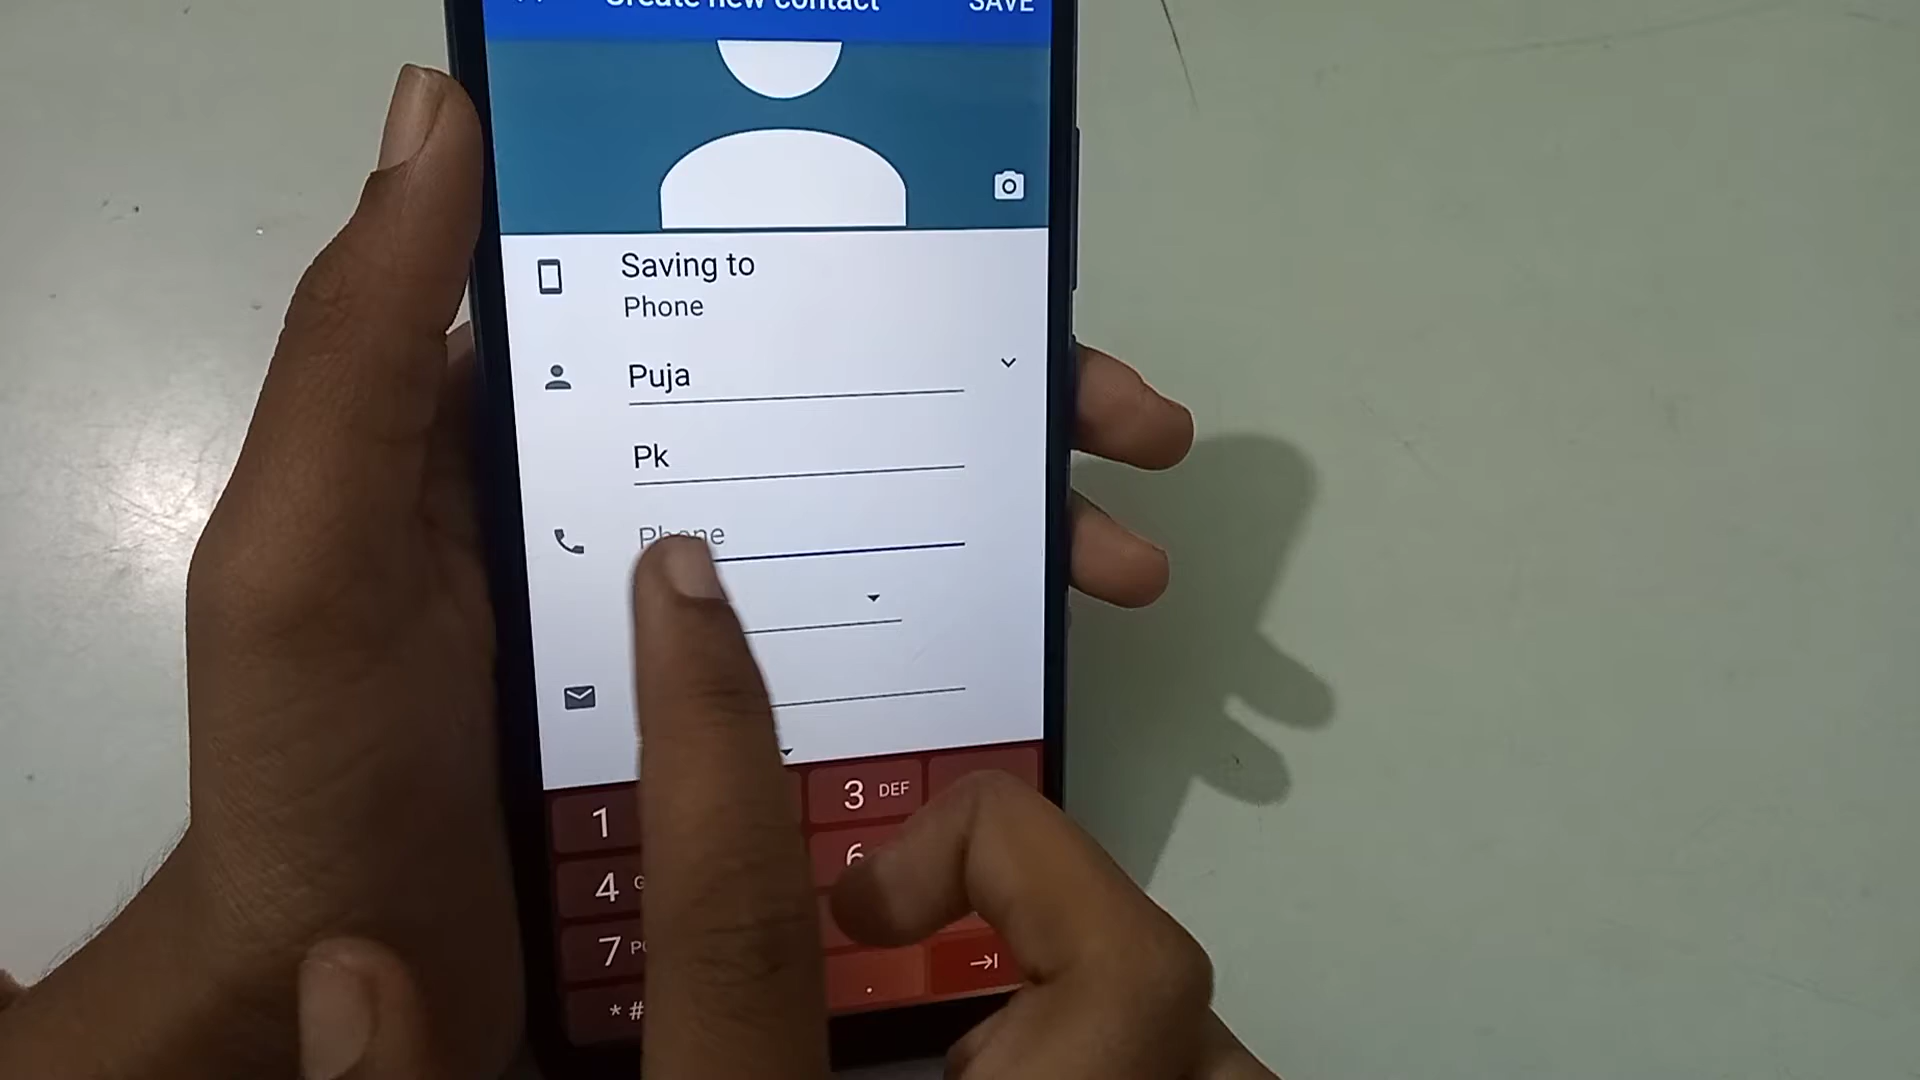 Create new contact SAVE
Saving to
Phone
Puja
Pk
Phone
1 3 DEF
4 G 6
7 P
* # .